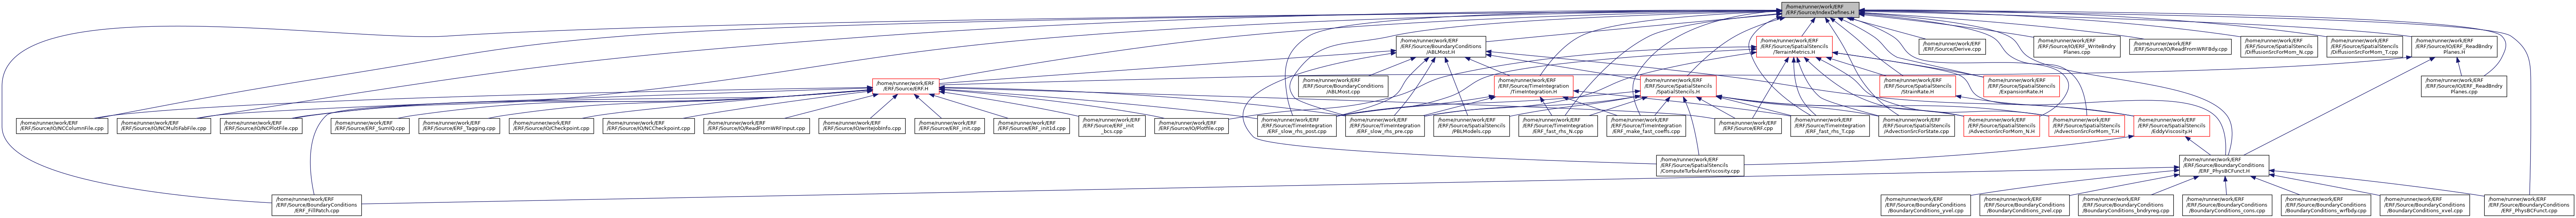 /home/runner/work/ERF
/ERF/Source/IndexDefines.H
/home/runner/work/ERF
/ERF/Source/BoundaryConditions
/ABLMost.H
/home/runner/work/ERF
/ERF/Source/SpatialStencils
/TerrainMetrics.H
/home/runner/work/ERF
/ERF/Source/Derive.cpp
/home/runner/work/ERF
/ERF/Source/IO/ERF_WriteBndry
Planes.cpp
/home/runner/work/ERF
/ERF/Source/IO/ReadFromWRFBdy.cpp
/home/runner/work/ERF
/ERF/Source/SpatialStencils
/DiffusionSrcForMom_N.cpp
/home/runner/work/ERF
/ERF/Source/SpatialStencils
/DiffusionSrcForMom_T.cpp
/home/runner/work/ERF
/ERF/Source/IO/ERF_ReadBndry
Planes.H
/home/runner/work/ERF
/ERF/Source/ERF.H
/home/runner/work/ERF
/ERF/Source/BoundaryConditions
/ABLMost.cpp
/home/runner/work/ERF
/ERF/Source/TimeIntegration
/TimeIntegration.H
/home/runner/work/ERF
/ERF/Source/SpatialStencils
/SpatialStencils.H
/home/runner/work/ERF
/ERF/Source/SpatialStencils
/StrainRate.H
/home/runner/work/ERF
/ERF/Source/SpatialStencils
/ExpansionRate.H
/home/runner/work/ERF
/ERF/Source/IO/ERF_ReadBndry
Planes.cpp
/home/runner/work/ERF
/ERF/Source/IO/NCColumnFile.cpp
/home/runner/work/ERF
/ERF/Source/IO/NCMultiFabFile.cpp
/home/runner/work/ERF
/ERF/Source/IO/NCPlotFile.cpp
/home/runner/work/ERF
/ERF/Source/ERF_SumIQ.cpp
/home/runner/work/ERF
/ERF/Source/ERF_Tagging.cpp
/home/runner/work/ERF
/ERF/Source/IO/Checkpoint.cpp
/home/runner/work/ERF
/ERF/Source/IO/NCCheckpoint.cpp
/home/runner/work/ERF
/ERF/Source/IO/ReadFromWRFInput.cpp
/home/runner/work/ERF
/ERF/Source/IO/writeJobInfo.cpp
/home/runner/work/ERF
/ERF/Source/ERF_init.cpp
/home/runner/work/ERF
/ERF/Source/ERF_init1d.cpp
/home/runner/work/ERF
/ERF/Source/ERF_init
_bcs.cpp
/home/runner/work/ERF
/ERF/Source/IO/Plotfile.cpp
/home/runner/work/ERF
/ERF/Source/TimeIntegration
/ERF_slow_rhs_post.cpp
/home/runner/work/ERF
/ERF/Source/TimeIntegration
/ERF_slow_rhs_pre.cpp
/home/runner/work/ERF
/ERF/Source/SpatialStencils
/PBLModels.cpp
/home/runner/work/ERF
/ERF/Source/TimeIntegration
/ERF_fast_rhs_N.cpp
/home/runner/work/ERF
/ERF/Source/TimeIntegration
/ERF_make_fast_coeffs.cpp
/home/runner/work/ERF
/ERF/Source/ERF.cpp
/home/runner/work/ERF
/ERF/Source/TimeIntegration
/ERF_fast_rhs_T.cpp
/home/runner/work/ERF
/ERF/Source/SpatialStencils
/AdvectionSrcForState.cpp
/home/runner/work/ERF
/ERF/Source/SpatialStencils
/AdvectionSrcForMom_N.H
/home/runner/work/ERF
/ERF/Source/SpatialStencils
/AdvectionSrcForMom_T.H
/home/runner/work/ERF
/ERF/Source/SpatialStencils
/EddyViscosity.H
/home/runner/work/ERF
/ERF/Source/SpatialStencils
/ComputeTurbulentViscosity.cpp
/home/runner/work/ERF
/ERF/Source/BoundaryConditions
/ERF_PhysBCFunct.H
/home/runner/work/ERF
/ERF/Source/BoundaryConditions
/ERF_FillPatch.cpp
/home/runner/work/ERF
/ERF/Source/BoundaryConditions
/BoundaryConditions_yvel.cpp
/home/runner/work/ERF
/ERF/Source/BoundaryConditions
/BoundaryConditions_zvel.cpp
/home/runner/work/ERF
/ERF/Source/BoundaryConditions
/BoundaryConditions_bndryreg.cpp
/home/runner/work/ERF
/ERF/Source/BoundaryConditions
/BoundaryConditions_cons.cpp
/home/runner/work/ERF
/ERF/Source/BoundaryConditions
/BoundaryConditions_wrfbdy.cpp
/home/runner/work/ERF
/ERF/Source/BoundaryConditions
/BoundaryConditions_xvel.cpp
/home/runner/work/ERF
/ERF/Source/BoundaryConditions
/ERF_PhysBCFunct.cpp